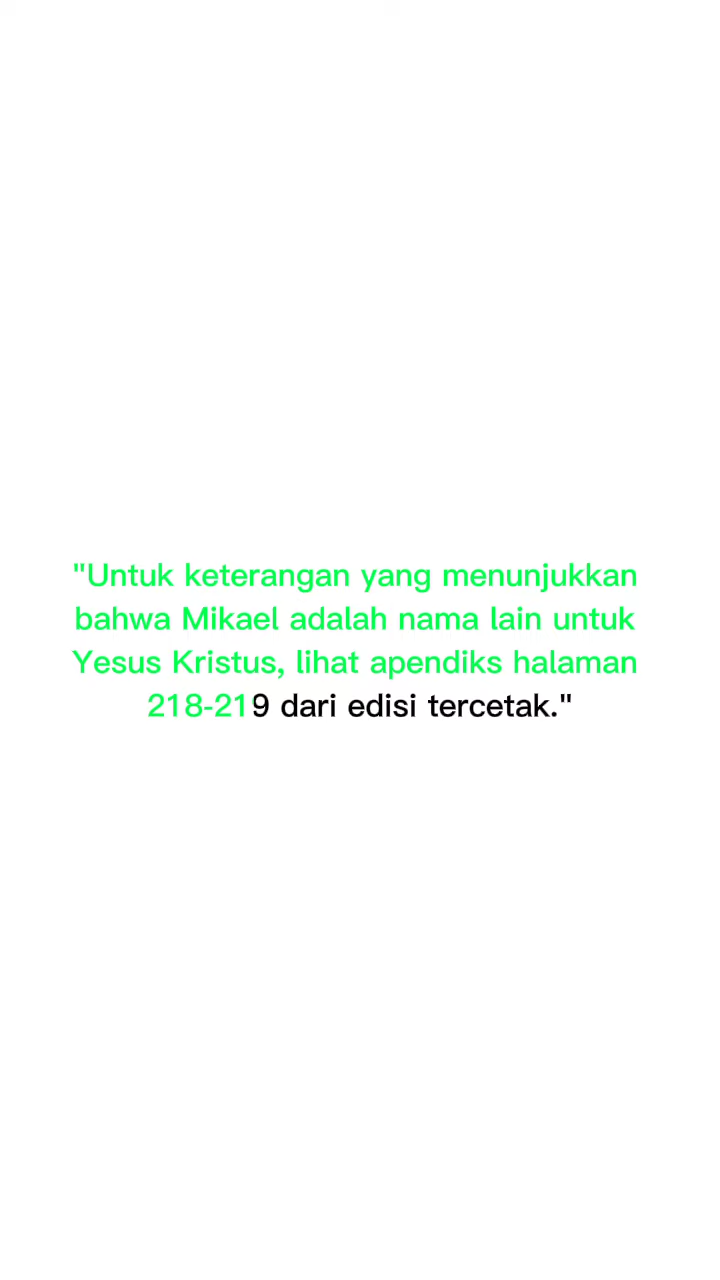 "Untuk keterangan yang menunjukkan
bahwa Mikael adalah nama lain untuk
Yesus Kristus, lihat apendiks halaman
218-219 dari edisi tercetak."